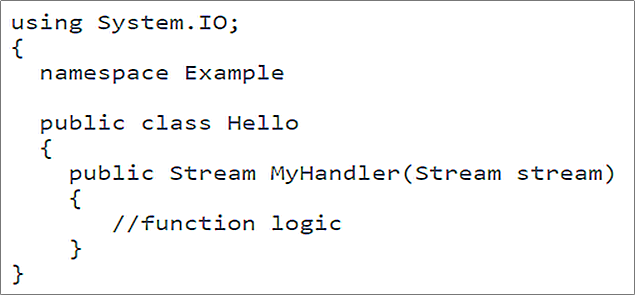 using System.IO;
{
  namespace Example

  public class Hello
  {
    public Stream MyHandler(Stream stream)
    {
       //function logic
    }
}